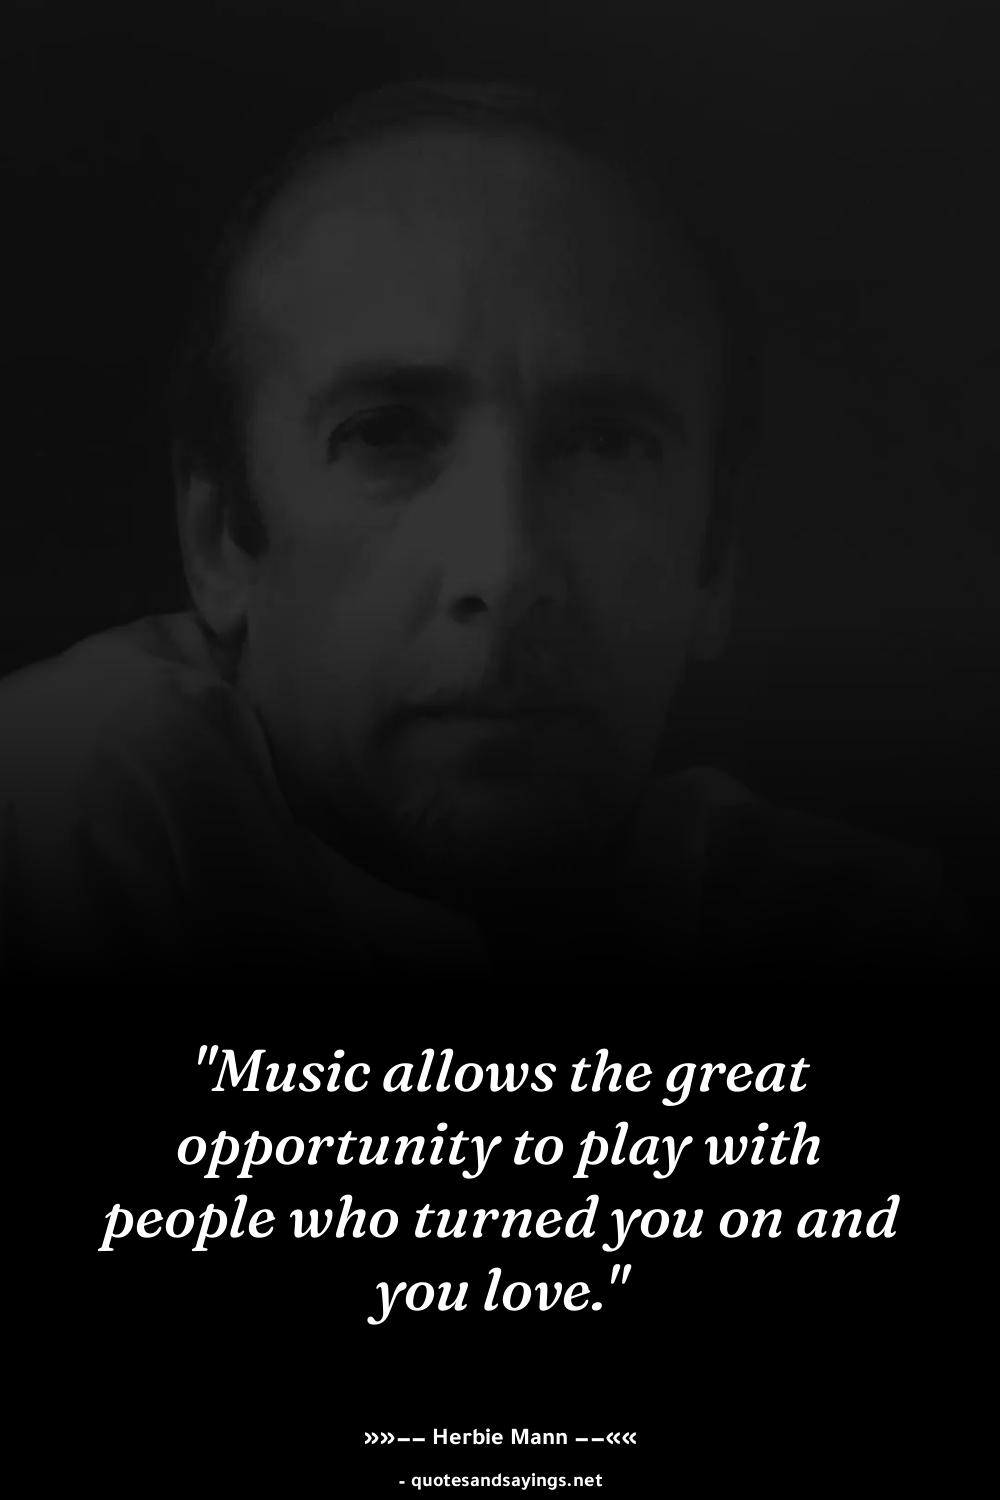 "Music allows the great
opportunity to play with
people who turned you on and
you love."
»»−− Herbie Mann −−««
- quotesandsayings.net